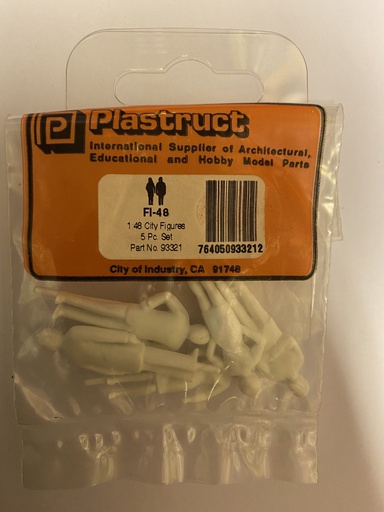 Plastruct
International Supplier of Architectural,
Educational and Hobby Model Parts
FI-48
1:48 City Figures
5 Pc. Set
Part No. 93321
764050933212
City of Industry, CA 91748